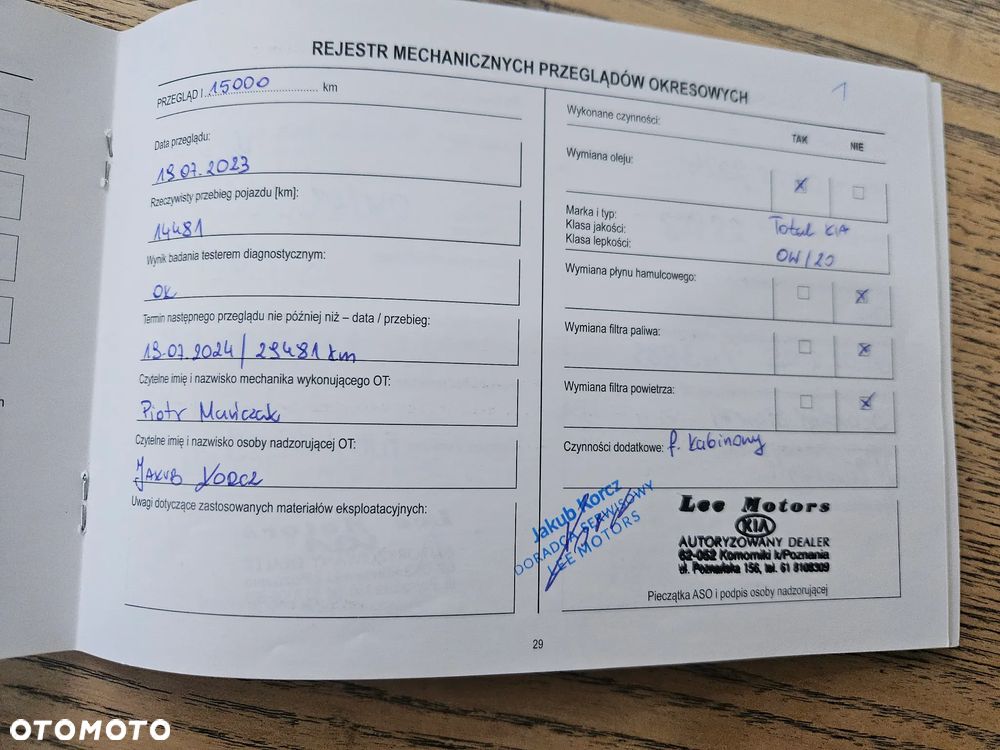 REJESTR MECHANICZNYCH PRZEGLĄDÓW OKRESOWYCH
1
PRZEGLĄD I 15000 km
Data przeglądu:
19.07.2023
Rzeczywisty przebieg pojazdu [km]:
14481
Wynik badania testerem diagnostycznym:
OK
Termin następnego przeglądu nie później niż – data / przebieg:
19.07.2024 / 29481 km
Czytelne imię i nazwisko mechanika wykonującego OT:
Piotr
Czytelne imię i nazwisko osoby nadzorującej OT:
JAKUB KORCZ
Uwagi dotyczące zastosowanych materiałów eksploatacyjnych:
Wykonane czynności:
TAK NIE
Wymiana oleju:
Marka i typ: Total KIA
Klasa jakości:
Klasa lepkości: 0W/20
Wymiana płynu hamulcowego:
Wymiana filtra paliwa:
Wymiana filtra powietrza:
Czynności dodatkowe: f. kabinowy
Jakub Korcz
DORADCA SERWISOWY
LEE MOTORS
Lee Motors
KIA
AUTORYZOWANY DEALER
62-052 Komorniki k/Poznania
ul. Poznańska 156, tel. 61 8108309
Pieczątka ASO i podpis osoby nadzorującej
29
OTOMOTO